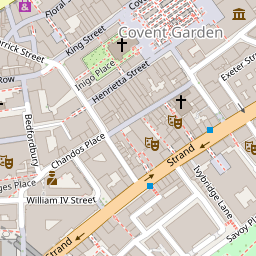 Floral
Covent Garden
King Street
rrick Street
Inigo Place
Henrietta Street
Exeter Stre
Row
Bedfordbury
Chandos Place
Strand
ges Place
William IV Street
Ivybridge Lane
Strand
Savoy Pl